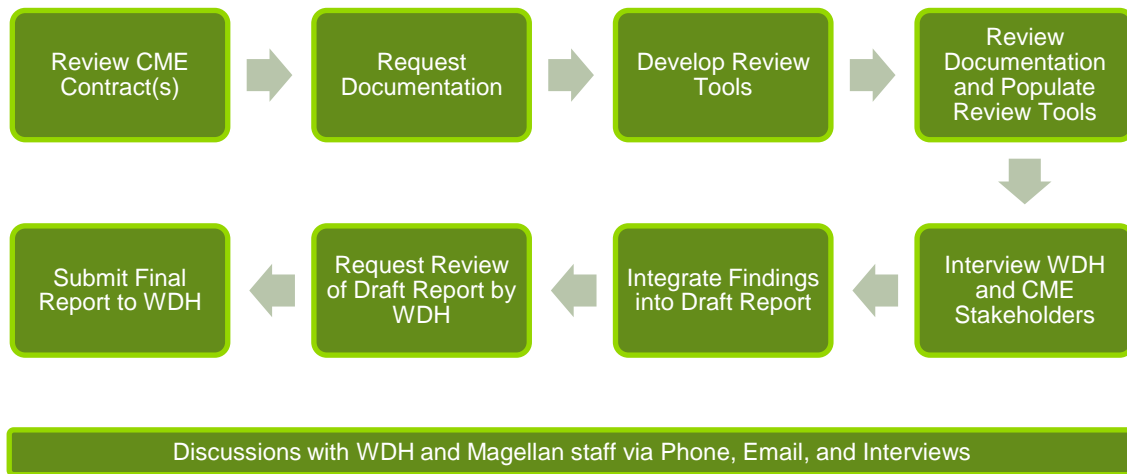 Review CME
Contract(s)
Request
Documentation
Develop Review
Tools
Review
Documentation
and Populate
Review Tools
Interview WDH
and CME
Stakeholders
Integrate Findings
into Draft Report
Request Review
of Draft Report by
WDH
Submit Final
Report to WDH
Discussions with WDH and Magellan staff via Phone, Email, and Interviews